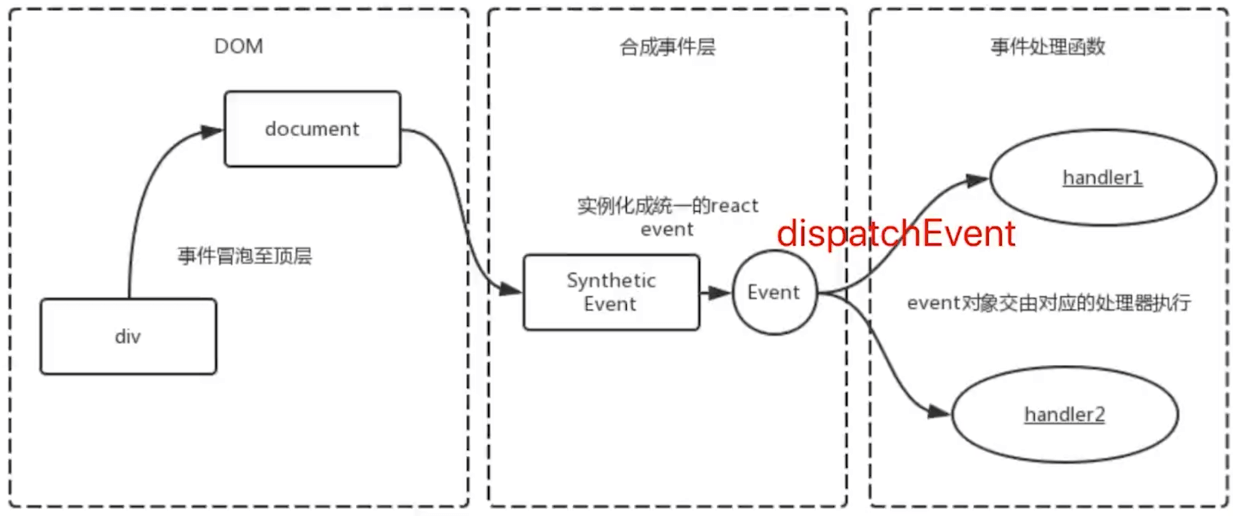 DOM
document
事件冒泡至顶层
div
合成事件层
实例化成统一的react
event
dispatchEvent
Synthetic
Event
Event
事件处理函数
handler1
event对象交由对应的处理器执行
handler2